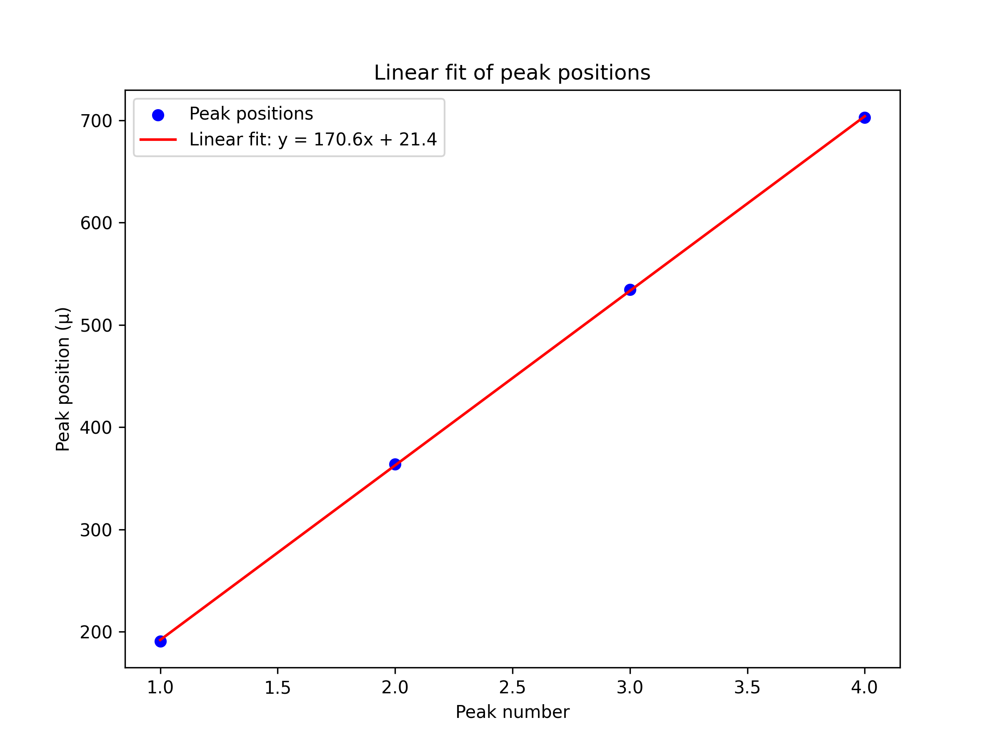 Linear fit of peak positions
Peak positions
Linear fit: y = 170.6x + 21.4
700
600
500
400
300
200
Peak position (μ)
1.0 1.5 2.0 2.5 3.0 3.5 4.0
Peak number